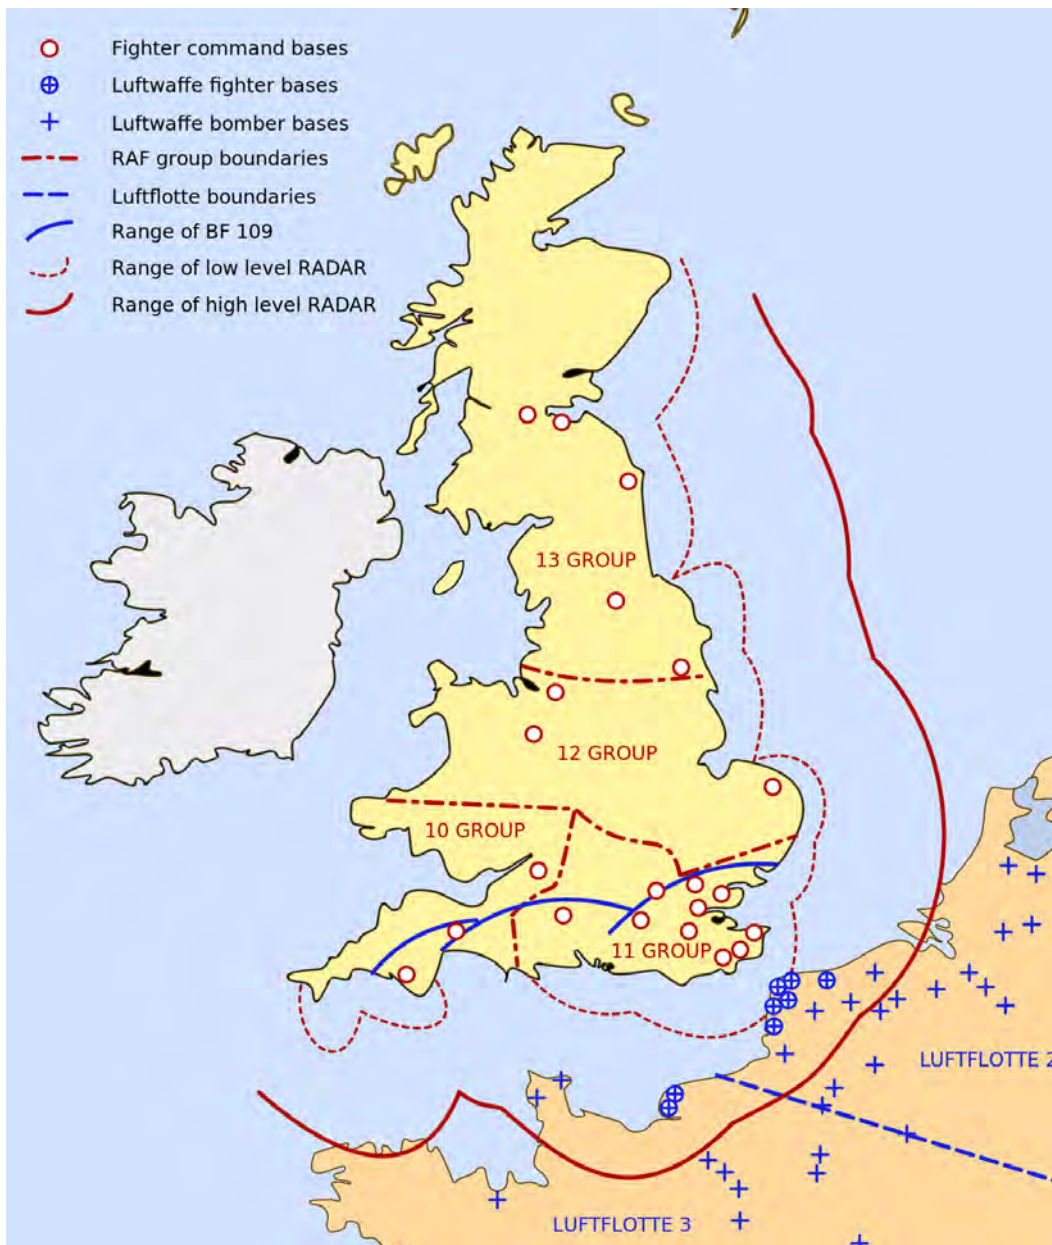 Fighter command bases
Luftwaffe fighter bases
Luftwaffe bomber bases
RAF group boundaries
Luftflotte boundaries
Range of BF 109
Range of low level RADAR
Range of high level RADAR
13 GROUP
12 GROUP
10 GROUP
11 GROUP
LUFTFLOTTE 2
LUFTFLOTTE 3